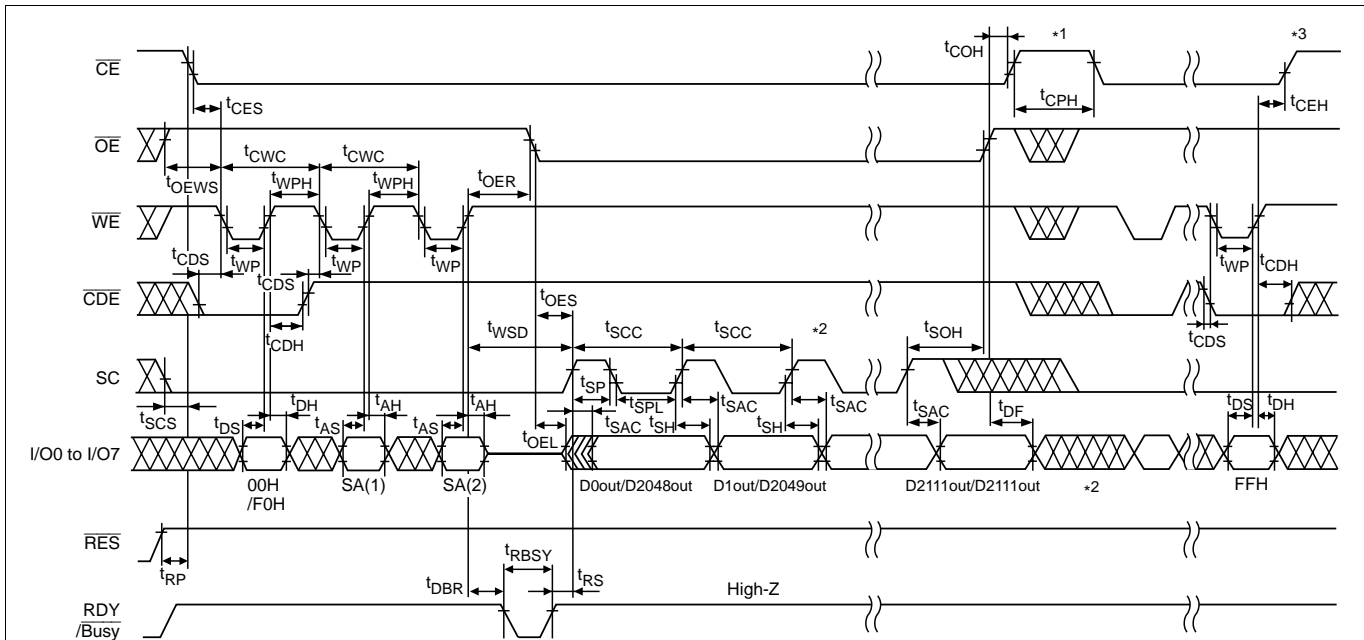 tCOH *1 *3
CE
tCES tCPH tCEH
OE
tOEWS tCWC tCWC
tWPH tWPH tOER
WE
tCDS tWP tCDS tWP tWP tWP tCDH
CDE
tCDH tOES tCDS
tWSD tSCC tSCC *2 tSOH
SC
tSCS tDS tDH tAS tAH tAS tAH tSP tSPL tSAC tSAC tSAC tDF tDS tDH
tOEL tSAC tSH tSH
I/O0 to I/O7
00H
/F0H
SA(1) SA(2) D0out/D2048out D1out/D2049out D2111out/D2111out *2 FFH
RES
tRP tRBSY
tDBR tRS High-Z
RDY
/Busy